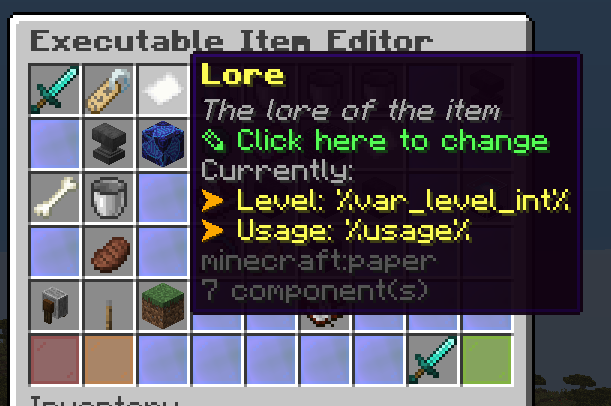 Executable Item Editor
Lore
The lore of the item
✎ Click here to change
Currently:
➤ Level: %var_level_int%
➤ Usage: %usage%
minecraft:paper
7 component(s)
Inventory